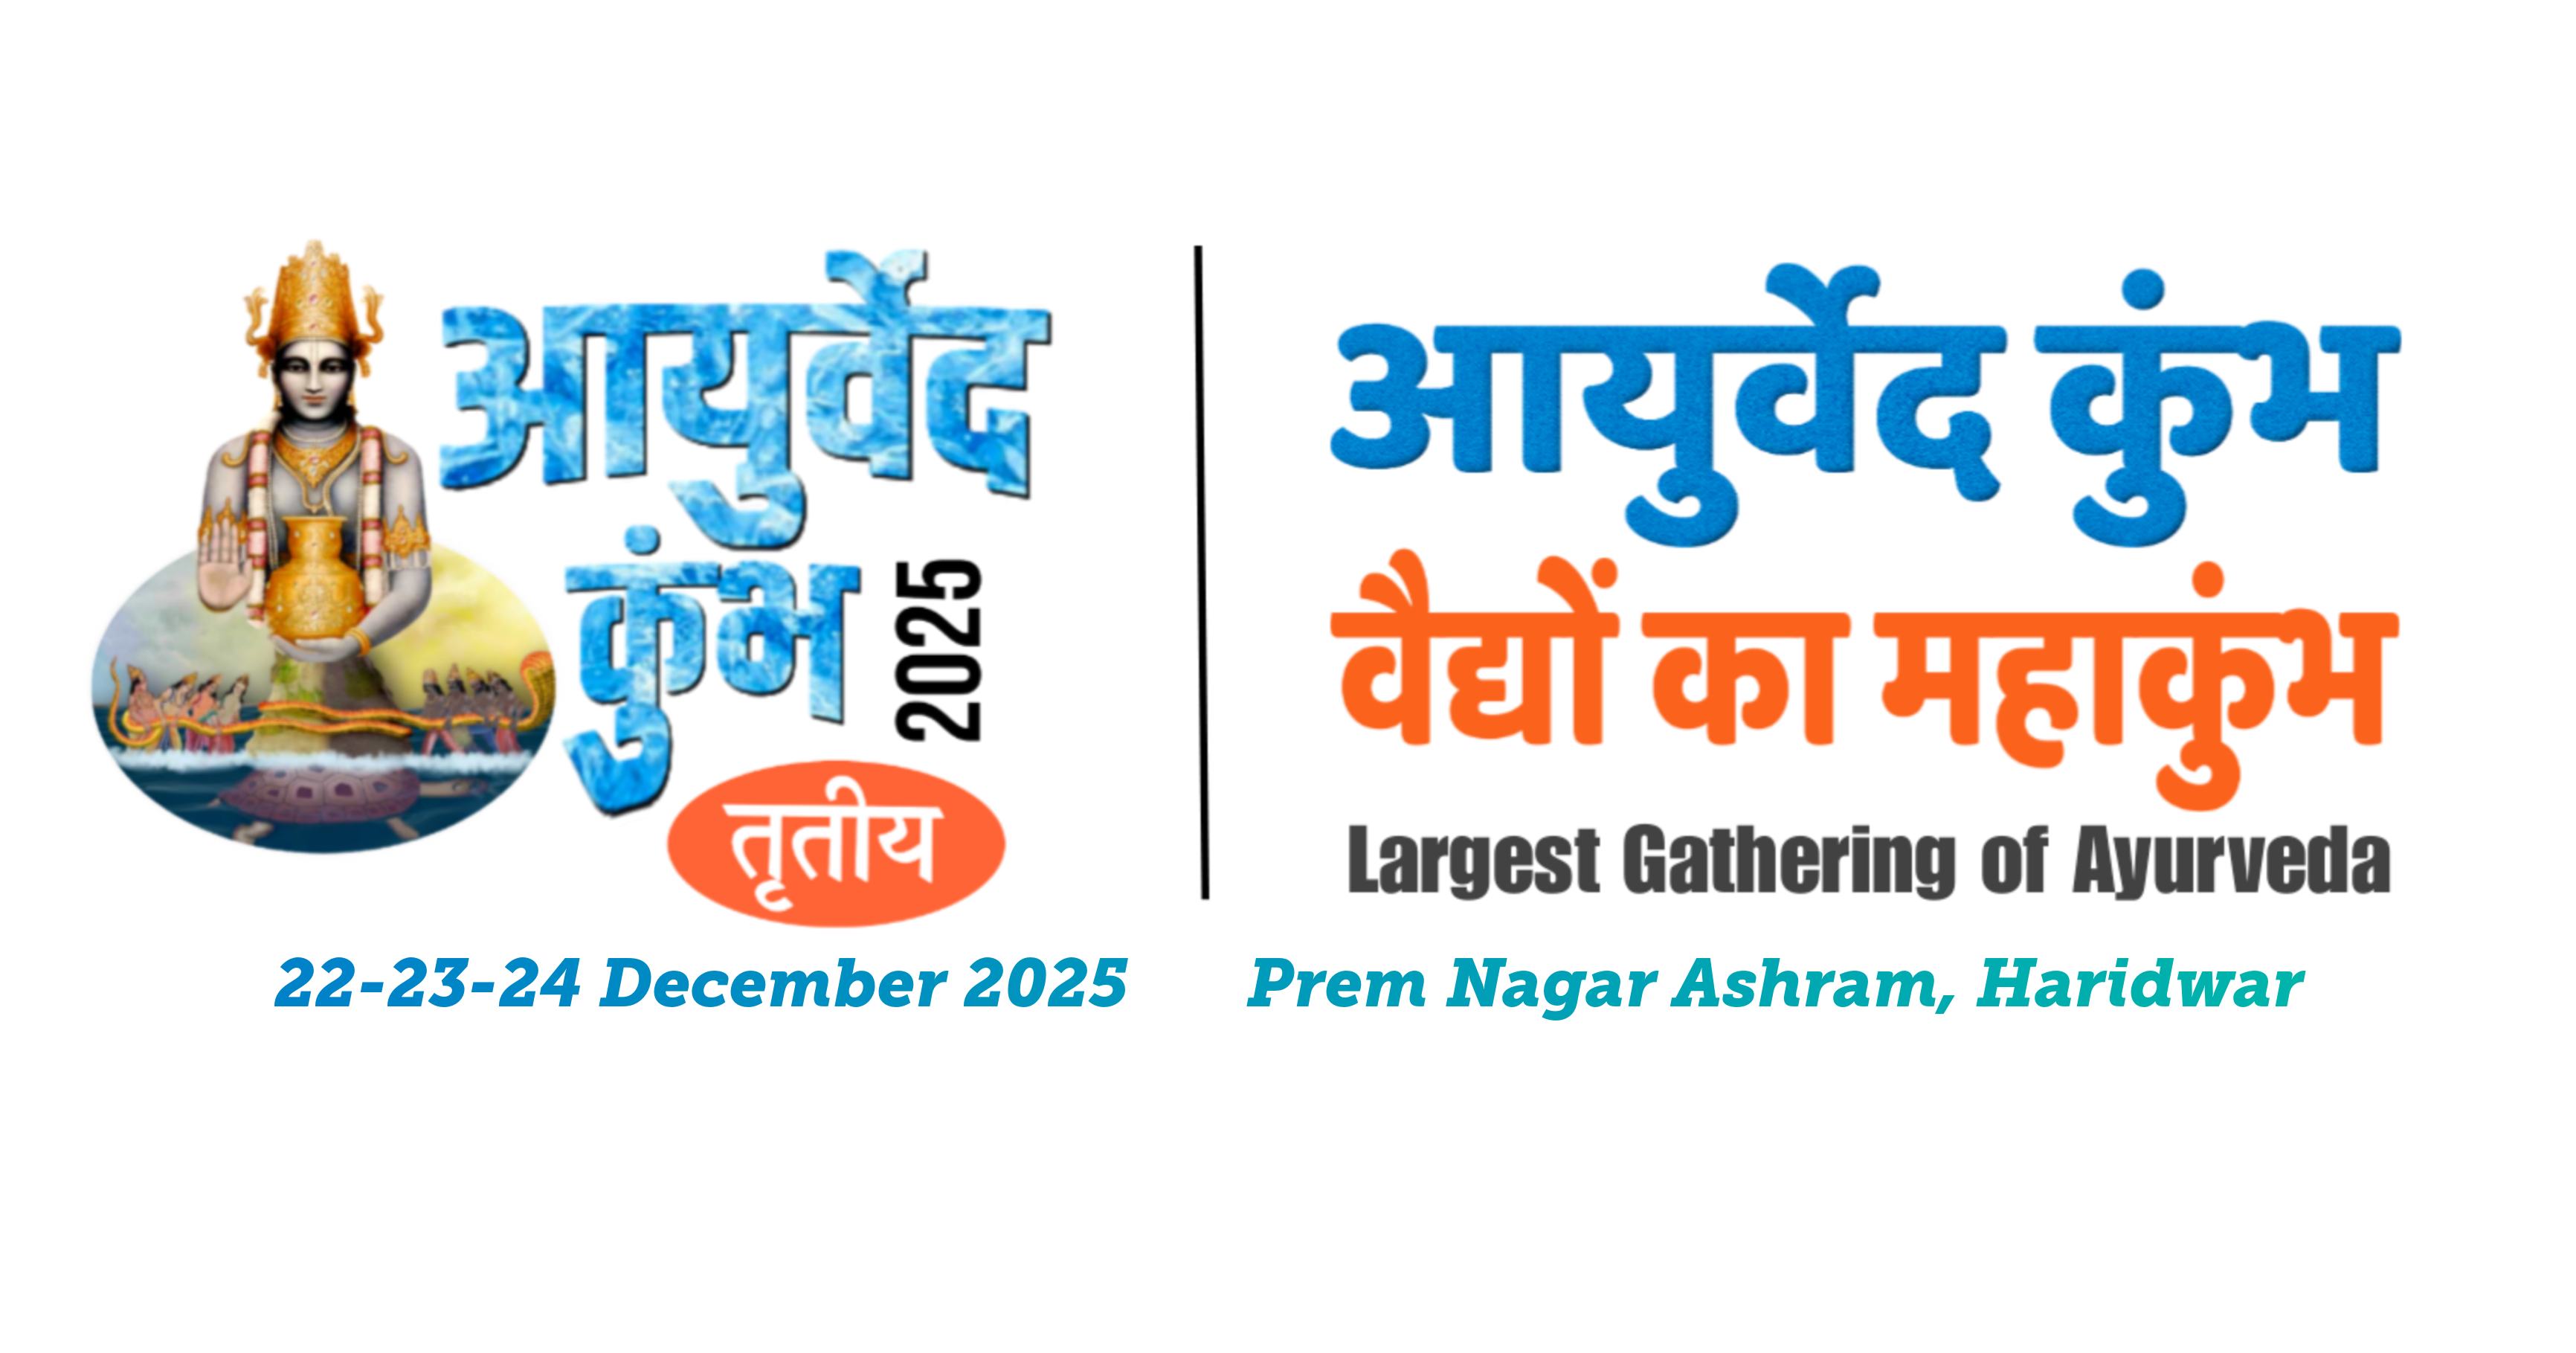 आयुर्वेद
कुंभ
2025
तृतीय
आयुर्वेद कुंभ
वैद्यों का महाकुंभ
Largest Gathering of Ayurveda
22-23-24 December 2025
Prem Nagar Ashram, Haridwar